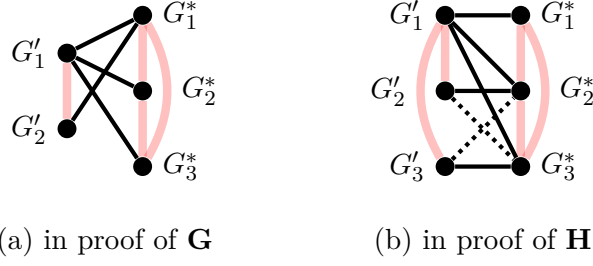 G′₁ G*₁ G′₁ G*₁
G′₂ G*₂ G′₂ G*₂
G*₃ G′₃ G*₃
(a) in proof of G (b) in proof of H